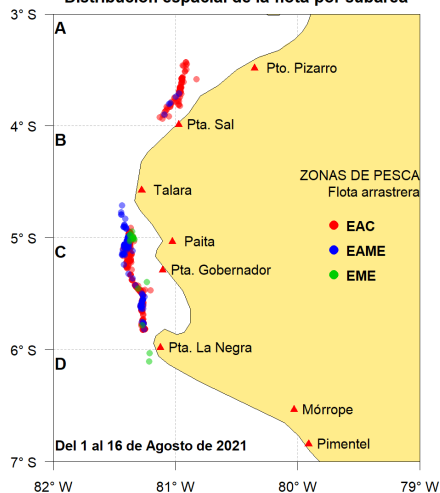 Distribución espacial de la flota por subárea
3° S
A
Pto. Pizarro
4° S
Pta. Sal
B
ZONAS DE PESCA
Flota arrastrera
Talara
EAC
5° S
Paita
C
EAME
Pta. Gobernador
EME
6° S
Pta. La Negra
D
Mórrope
Del 1 al 16 de Agosto de 2021
Pimentel
7° S
82° W
81° W
80° W
79° W